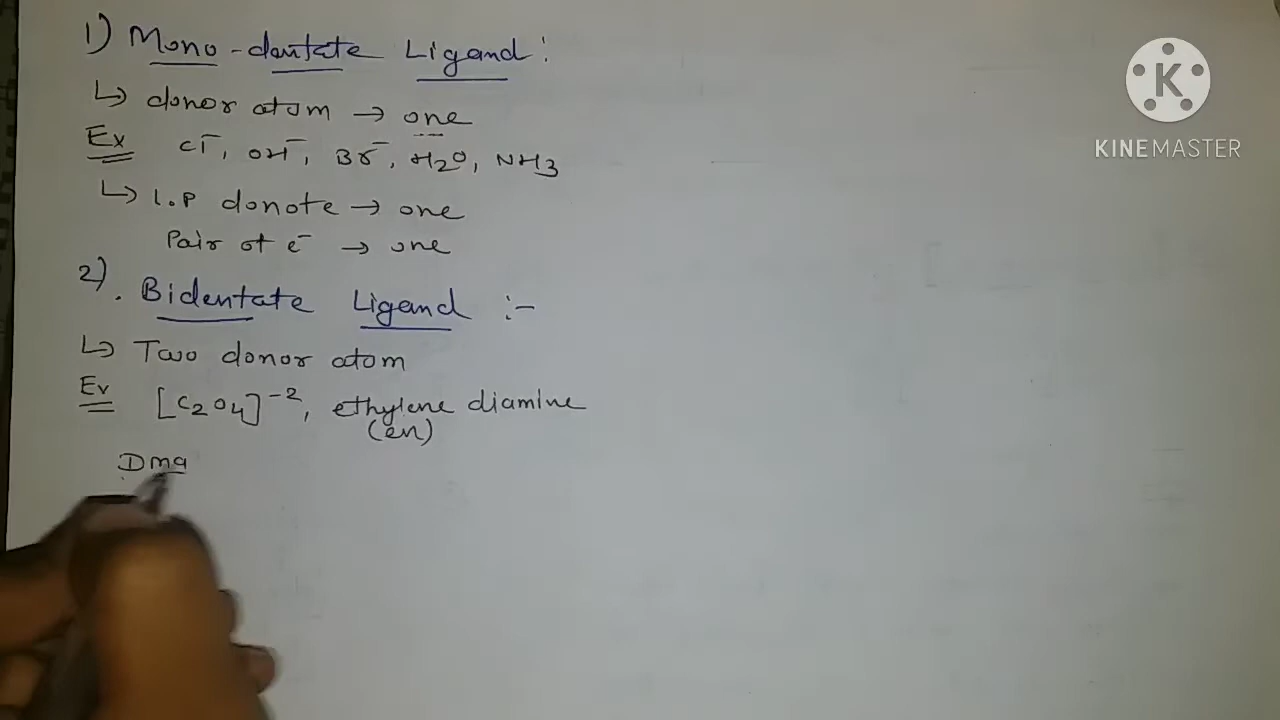 1) Mono-dentate Ligand:
↳ donor atom → one
Ex Cl⁻, OH⁻, Br⁻, H₂O, NH₃
↳ l.P donote → one
Pair of e⁻ → one
2). Bidentate Ligand :-
↳ Two donor atom
Ex [C₂O₄]⁻², ethylene diamine
(en)
Dma
K
KINEMASTER